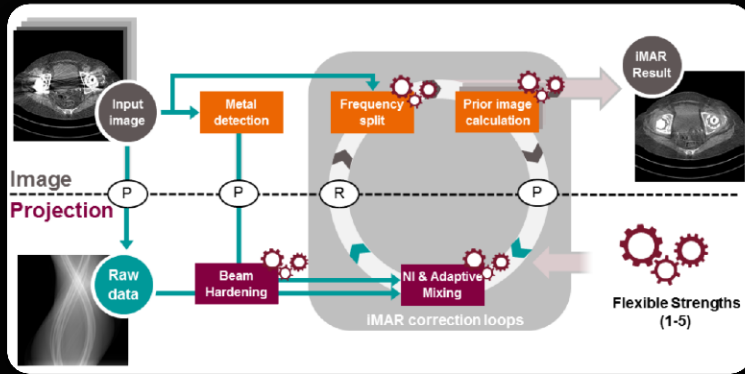 Input
image
Metal
detection
Frequency
split
Prior image
calculation
iMAR
Result
Image
P
P
R
P
Projection
Raw
data
Beam
Hardening
NI & Adaptive
Mixing
iMAR correction loops
Flexible Strengths
(1-5)